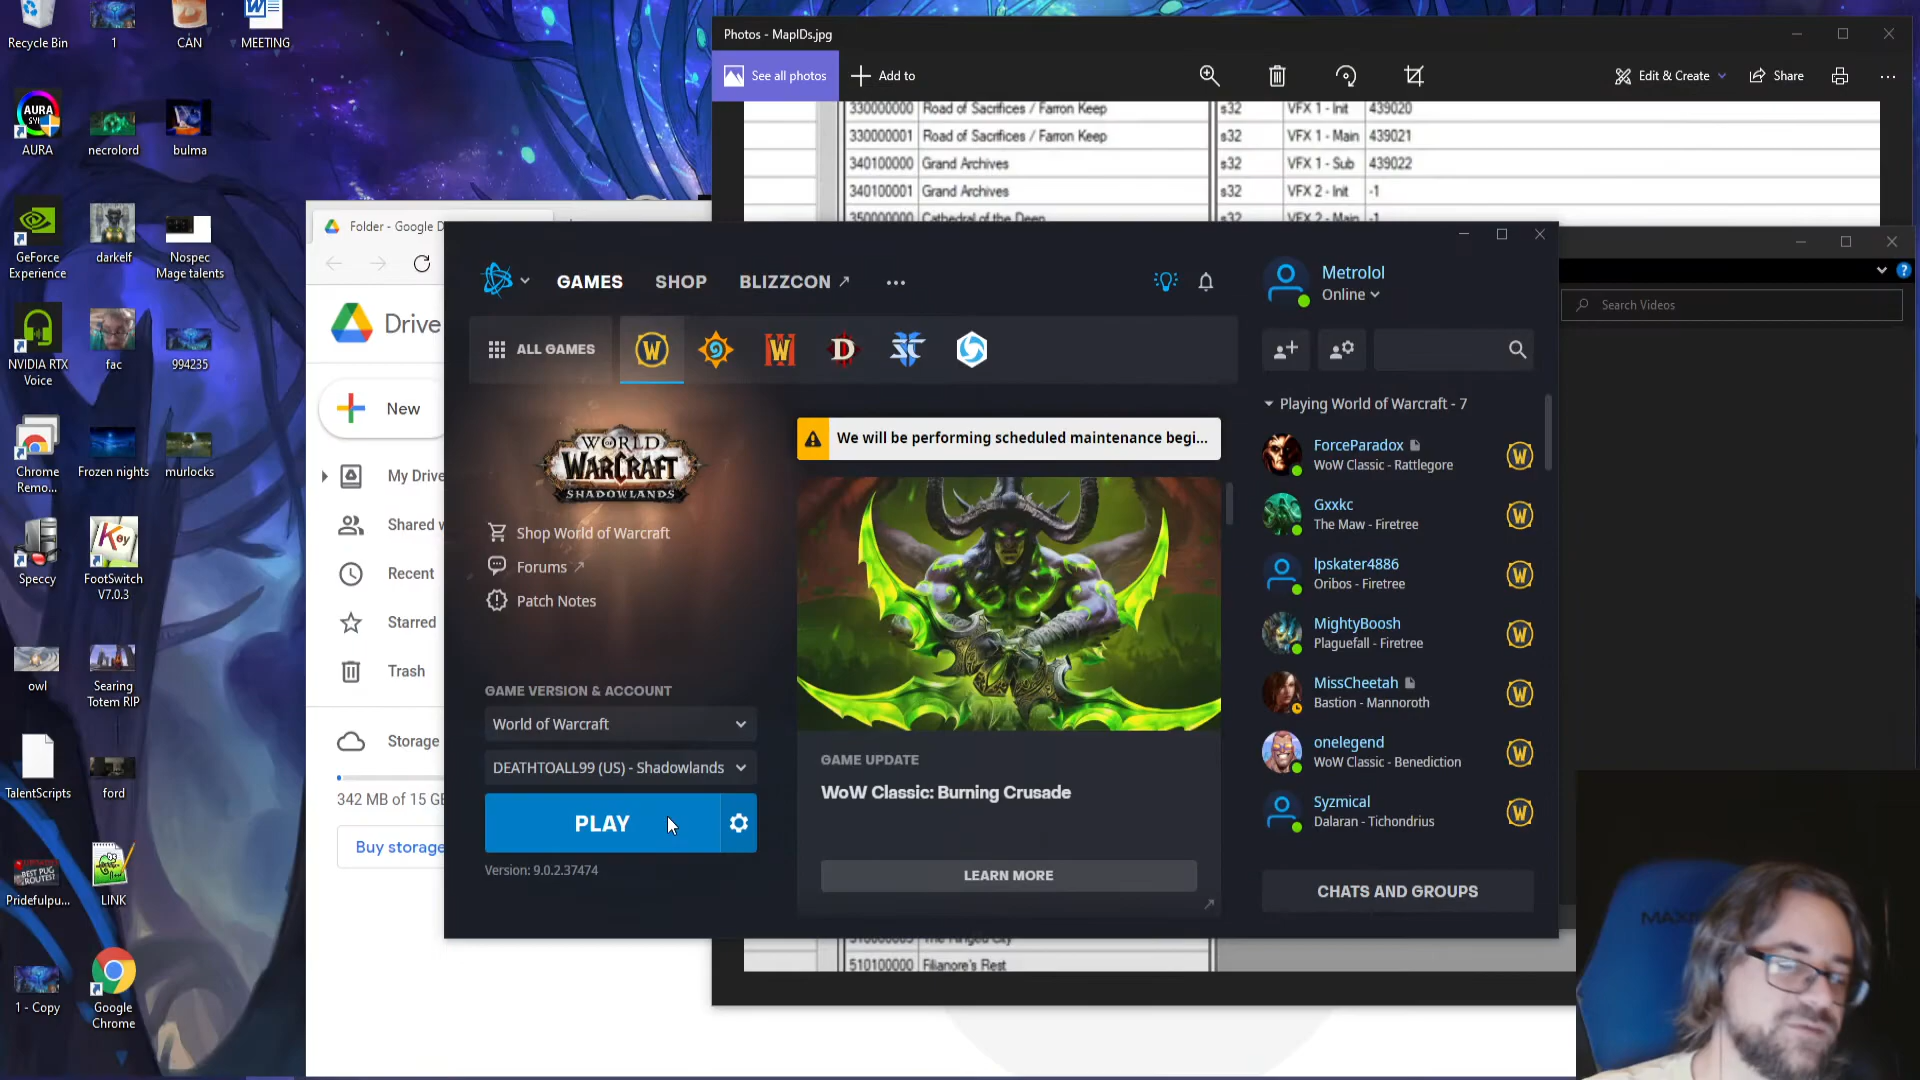 Recycle Bin
1
CAN
MEETING
AURA
necrolord
bulma
GeForce Experience
darkelf
Nospec Mage talents
NVIDIA RTX Voice
fac
994235
Chrome Remo...
Frozen nights
murlocks
Speccy
FootSwitch V7.0.3
owl
Searing Totem RIP
TalentScripts
ford
Pridefulpu...
LINK
1 - Copy
Google Chrome
Photos - MapIDs.jpg
See all photos
Add to
Edit & Create
Share
330000000 Road of Sacrifices / Farron Keep s32 VFX 1 - Init 439020
330000001 Road of Sacrifices / Farron Keep s32 VFX 1 - Main 439021
340100000 Grand Archives s32 VFX 1 - Sub 439022
340100001 Grand Archives s32 VFX 2 - Init -1
350000000 Cathedral of the Deep s32 VFX 2 - Main -1
510100000 Filianore's Rest
Folder - Google D
Drive
New
My Drive
Shared w
Recent
Starred
Trash
Storage
342 MB of 15 GB
Buy storage
Search Videos
GAMES
SHOP
BLIZZCON
Metrolol
Online
ALL GAMES
WORLD
WARCRAFT
SHADOWLANDS
Shop World of Warcraft
Forums
Patch Notes
GAME VERSION & ACCOUNT
World of Warcraft
DEATHTOALL99 (US) - Shadowlands
PLAY
Version: 9.0.2.37474
We will be performing scheduled maintenance begi...
GAME UPDATE
WoW Classic: Burning Crusade
LEARN MORE
Playing World of Warcraft - 7
ForceParadox
WoW Classic - Rattlegore
Gxxkc
The Maw - Firetree
lpskater4886
Oribos - Firetree
MightyBoosh
Plaguefall - Firetree
MissCheetah
Bastion - Mannoroth
onelegend
WoW Classic - Benediction
Syzmical
Dalaran - Tichondrius
CHATS AND GROUPS